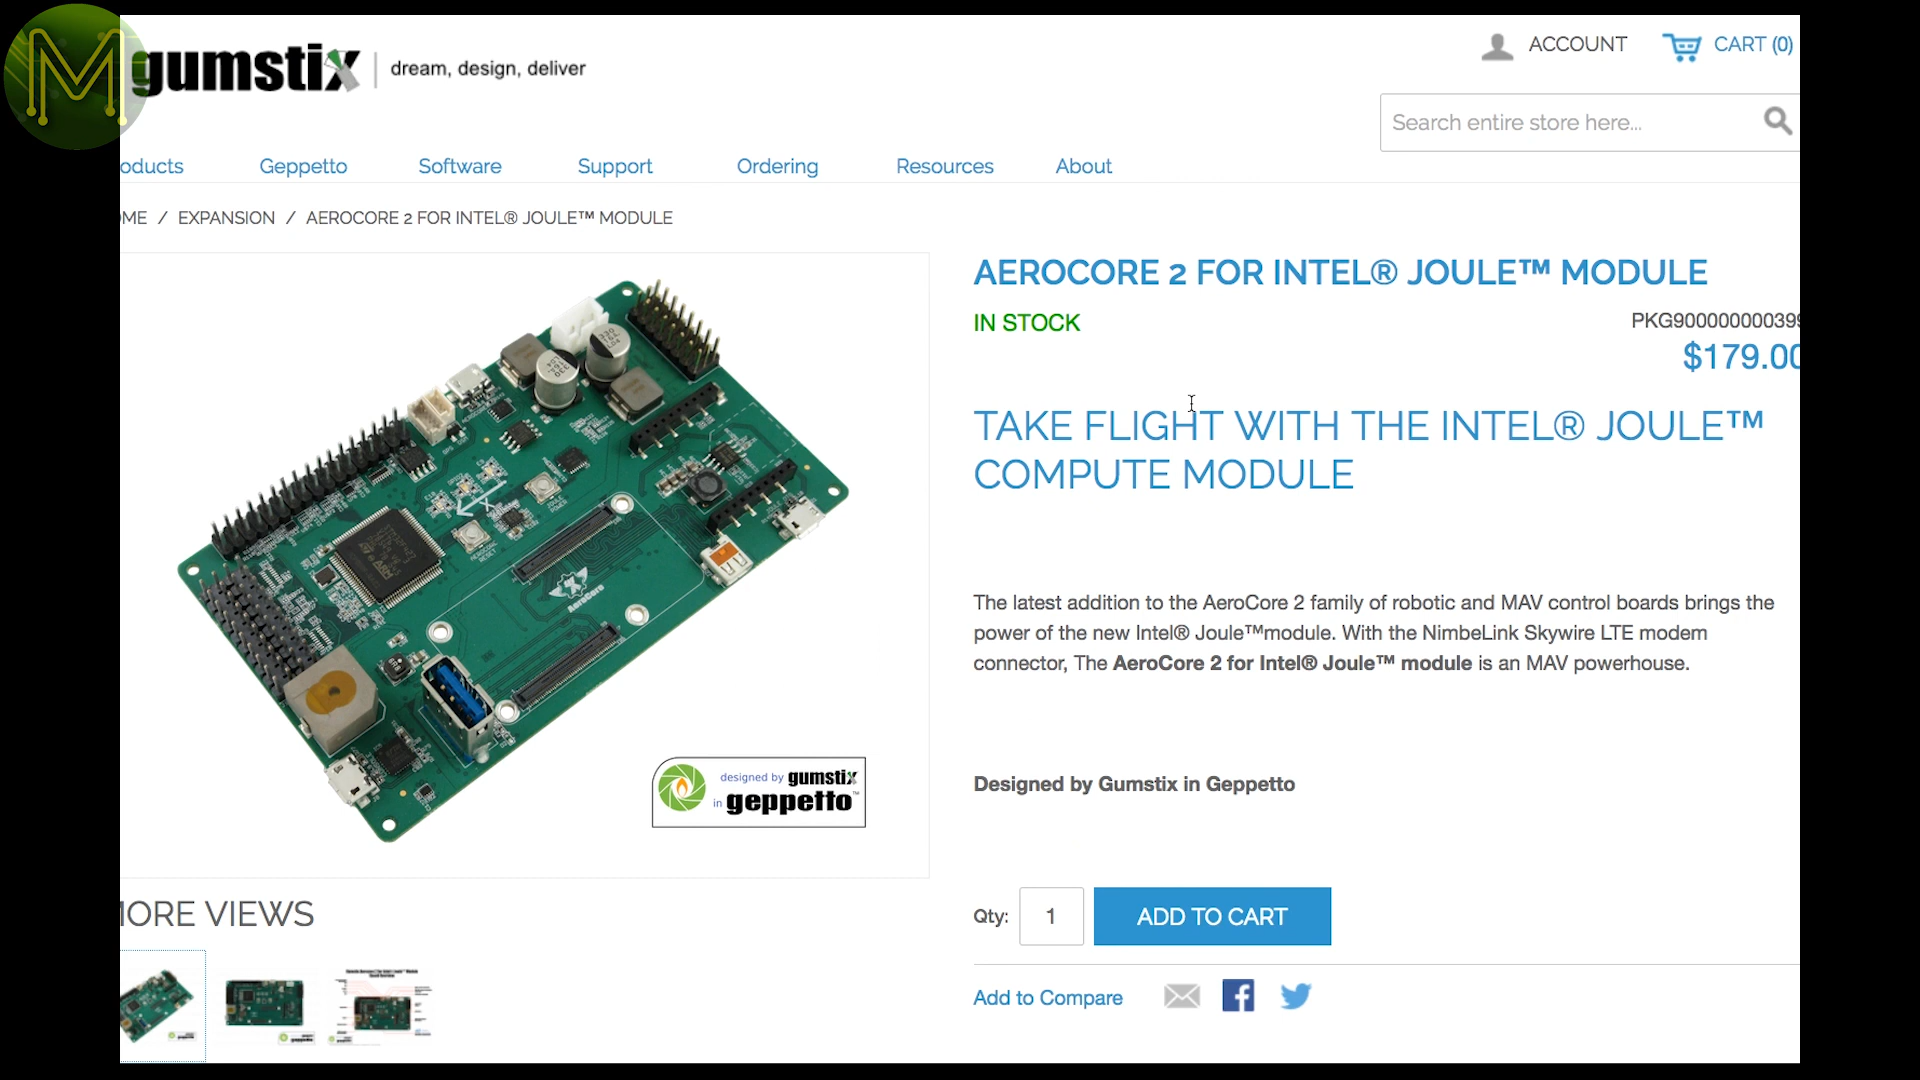 M
gumstix | dream, design, deliver
ACCOUNT
CART (0)
Search entire store here...
oducts
Geppetto
Software
Support
Ordering
Resources
About
OME / EXPANSION / AEROCORE 2 FOR INTEL® JOULE™ MODULE
AEROCORE 2 FOR INTEL® JOULE™ MODULE
IN STOCK
PKG900000000399
$179.00
TAKE FLIGHT WITH THE INTEL® JOULE™
COMPUTE MODULE
The latest addition to the AeroCore 2 family of robotic and MAV control boards brings the
power of the new Intel® Joule™module. With the NimbeLink Skywire LTE modem
connector, The AeroCore 2 for Intel® Joule™ module is an MAV powerhouse.
Designed by Gumstix in Geppetto
AeroCore
designed by gumstix
in geppetto™
Qty: 1 ADD TO CART
MORE VIEWS
Add to Compare